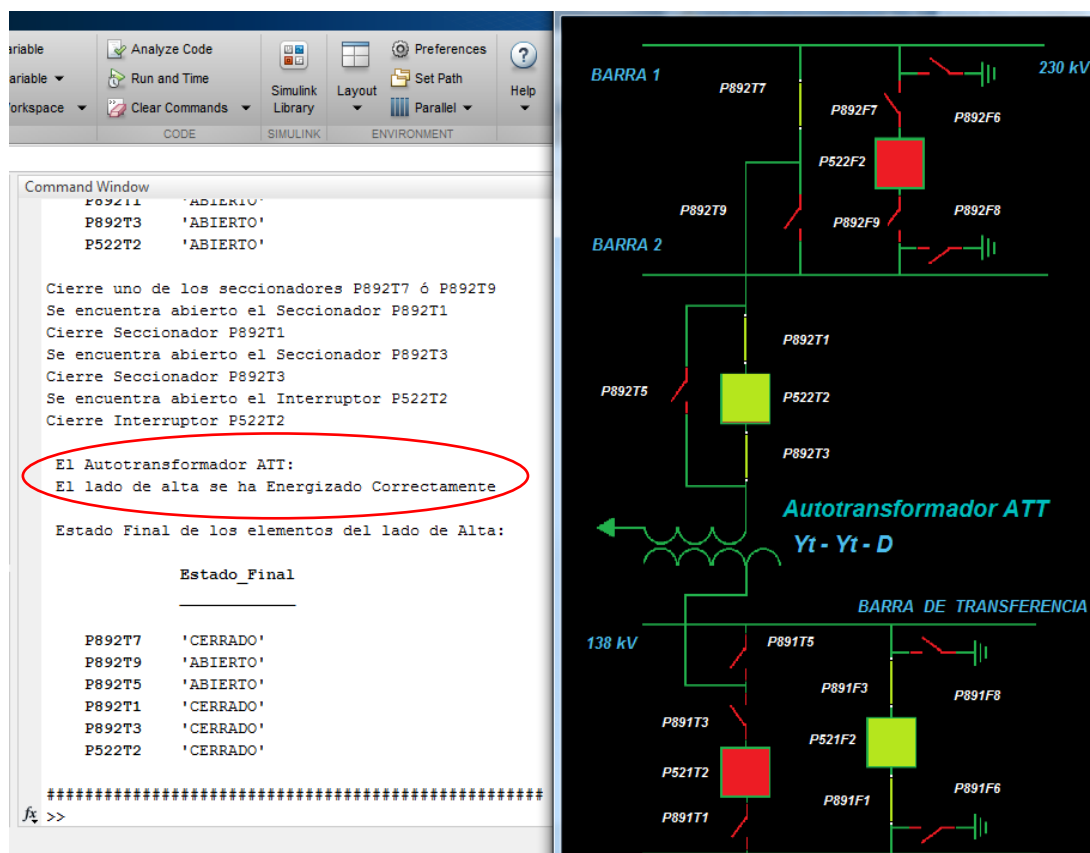 ariable
Analyze Code
Preferences
ariable
Run and Time
Set Path
Simulink
Layout
Help
orkspace
Clear Commands
Library
Parallel
CODE
SIMULINK
ENVIRONMENT
Command Window
P892T1 'ABIERTO'
P892T3 'ABIERTO'
P522T2 'ABIERTO'
Cierre uno de los seccionadores P892T7 ó P892T9
Se encuentra abierto el Seccionador P892T1
Cierre Seccionador P892T1
Se encuentra abierto el Seccionador P892T3
Cierre Seccionador P892T3
Se encuentra abierto el Interruptor P522T2
Cierre Interruptor P522T2
El Autotransformador ATT:
El lado de alta se ha Energizado Correctamente
Estado Final de los elementos del lado de Alta:
Estado_Final
____________
P892T7 'CERRADO'
P892T9 'ABIERTO'
P892T5 'ABIERTO'
P892T1 'CERRADO'
P892T3 'CERRADO'
P522T2 'CERRADO'
####################################################
fx >>
BARRA 1
230 kV
P892T7
P892F7
P892F6
P522F2
P892T9
P892F9
P892F8
BARRA 2
P892T1
P892T5
P522T2
P892T3
Autotransformador ATT
Yt - Yt - D
BARRA DE TRANSFERENCIA
138 kV
P891T5
P891F3
P891F8
P891T3
P521F2
P521T2
P891F6
P891F1
P891T1